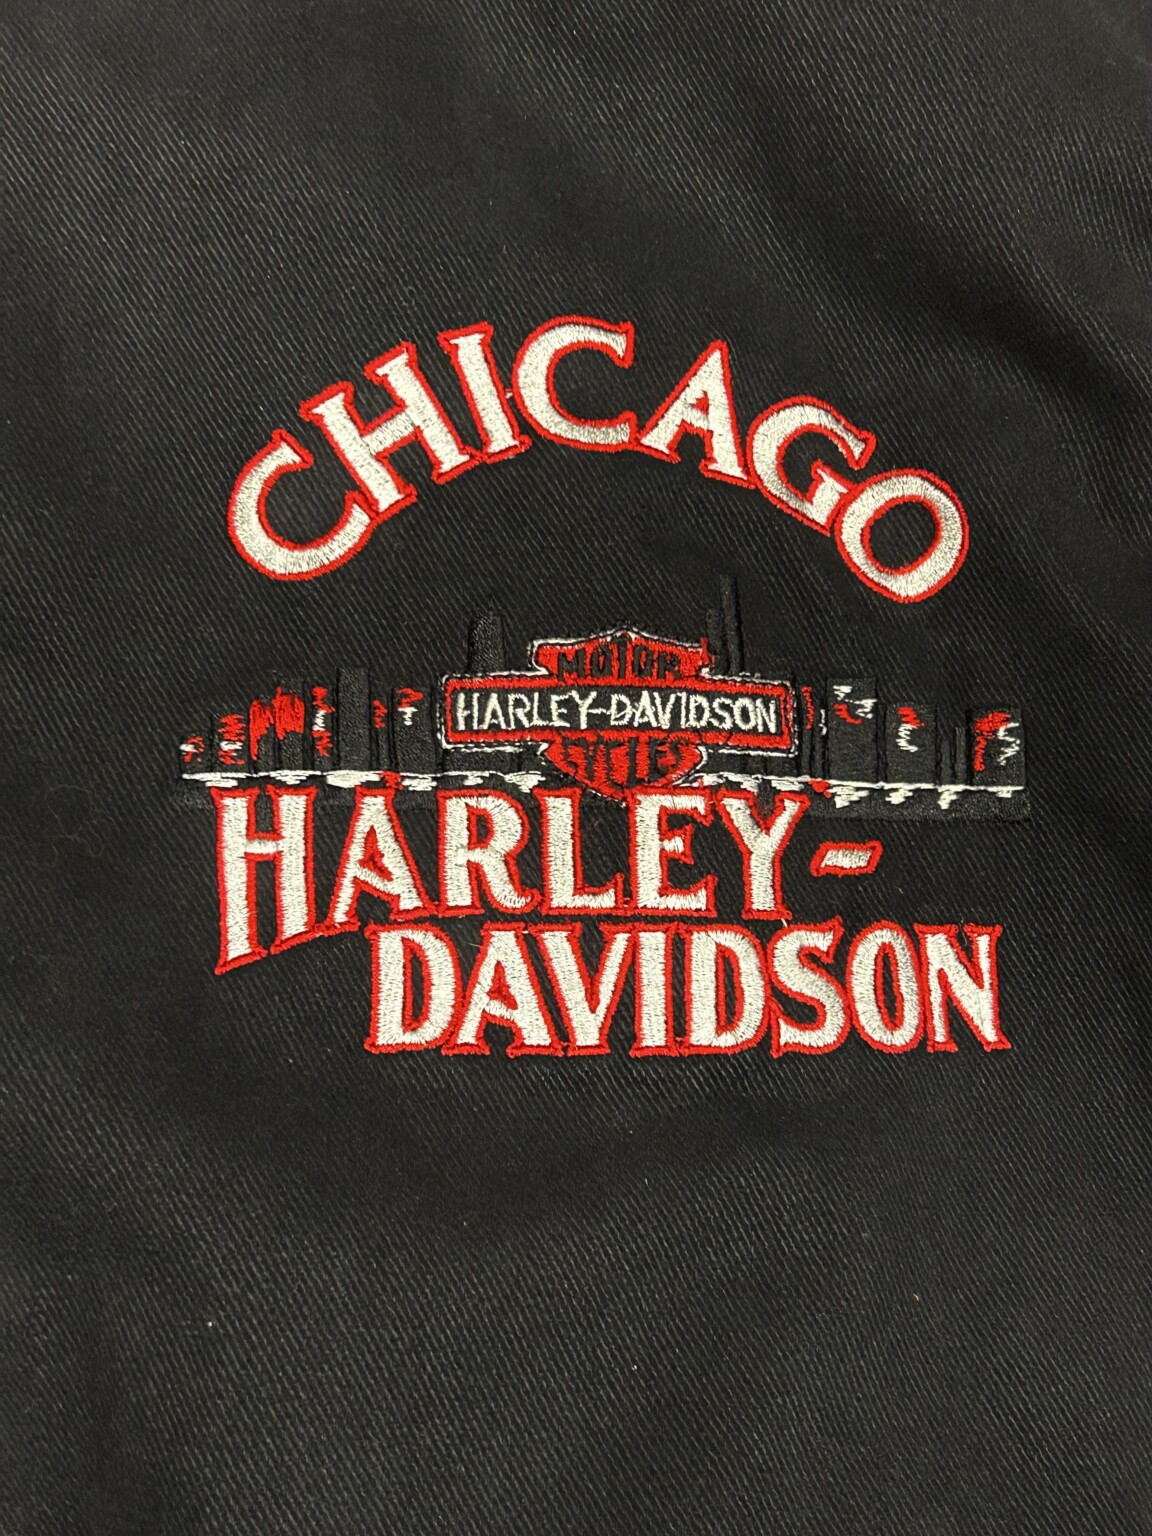 CHICAGO
MOTOR
HARLEY-DAVIDSON
CYCLES
HARLEY-
DAVIDSON